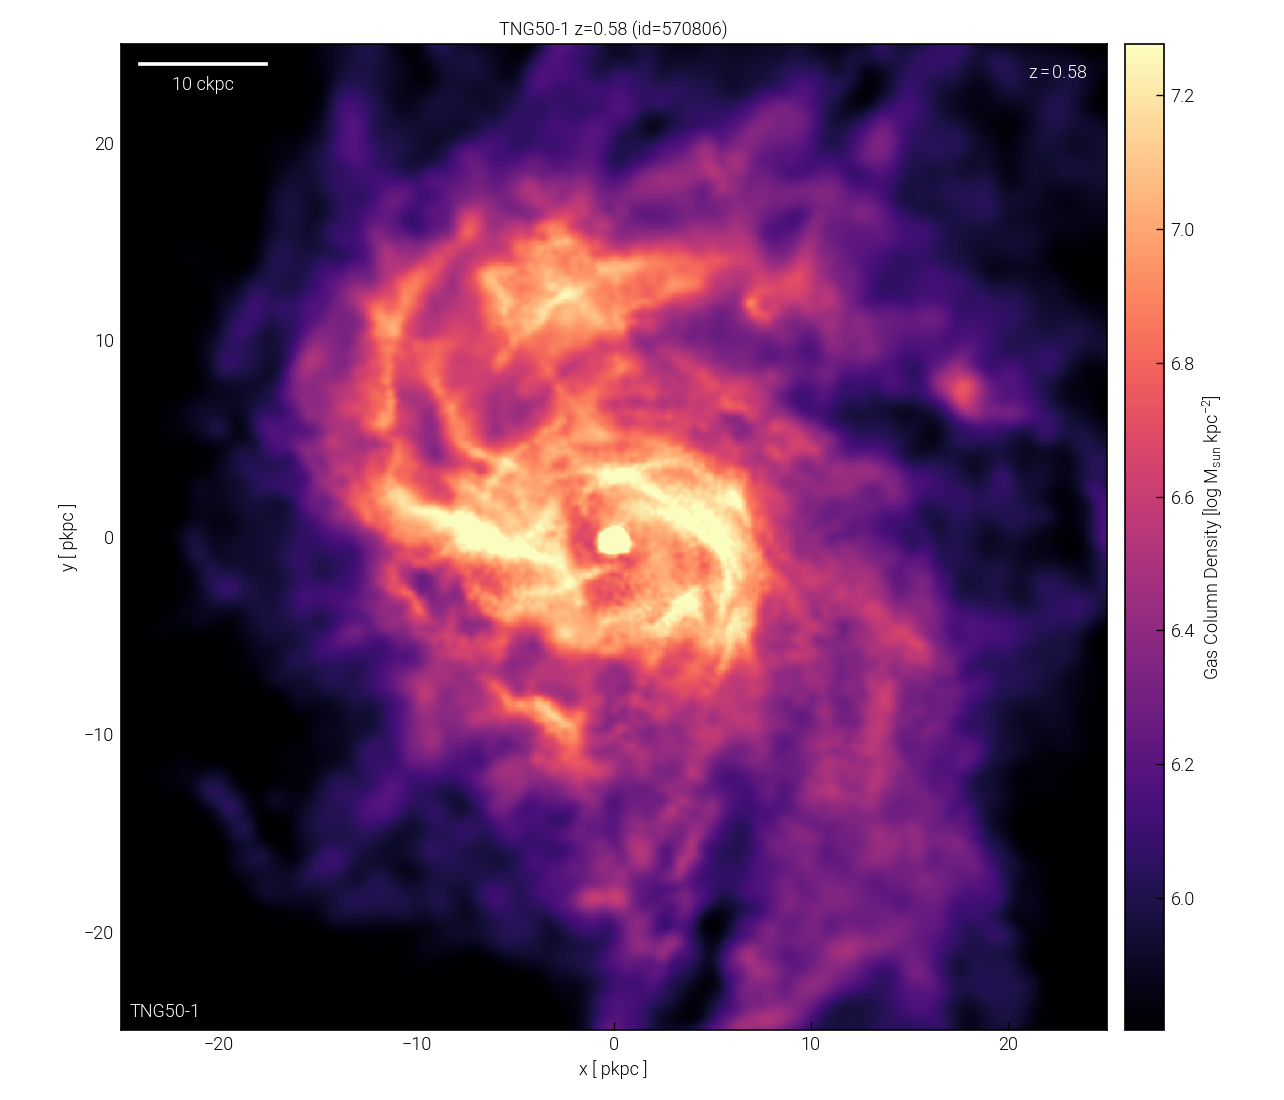 TNG50-1 z=0.58 (id=570806)
10 ckpc
z=0.58
20
10
0
−10
−20
y [ pkpc ]
TNG50-1
−20
−10
0
10
20
x [ pkpc ]
7.2
7.0
6.8
6.6
6.4
6.2
6.0
Gas Column Density [log M_sun kpc^−2]